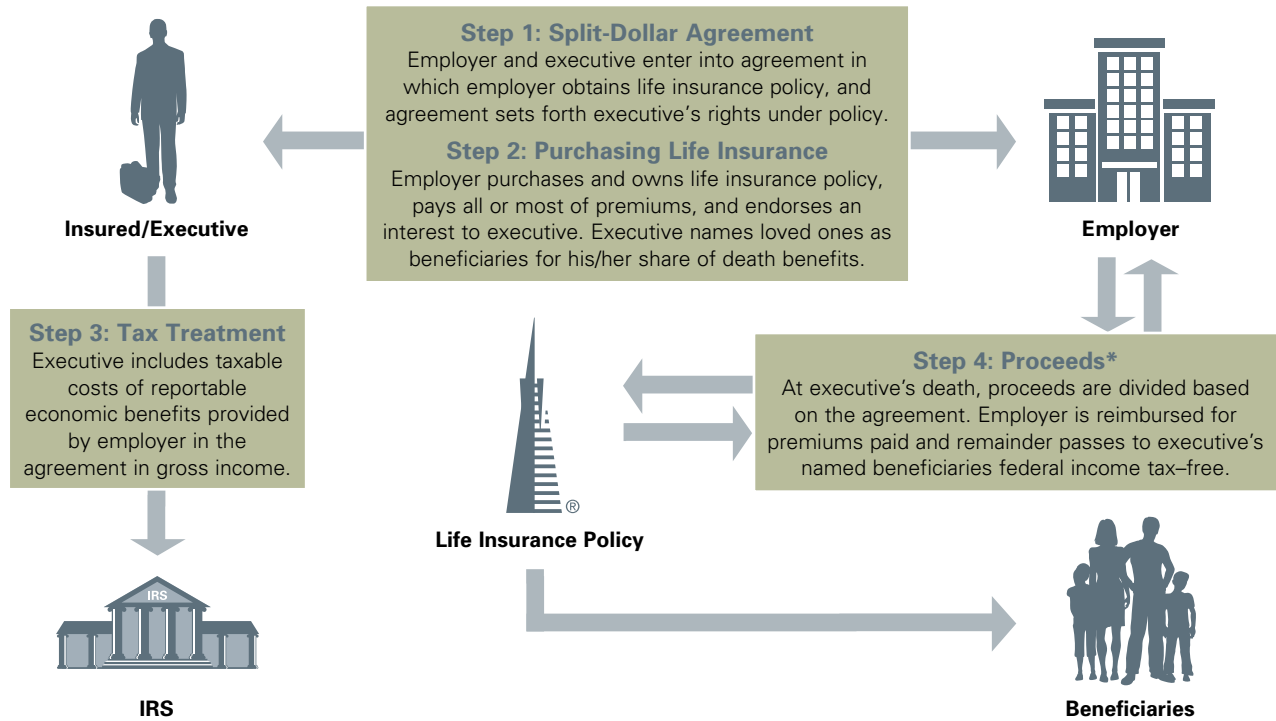 Step 1: Split-Dollar Agreement
Employer and executive enter into agreement in
which employer obtains life insurance policy, and
agreement sets forth executive’s rights under policy.
Step 2: Purchasing Life Insurance
Employer purchases and owns life insurance policy,
pays all or most of premiums, and endorses an
interest to executive. Executive names loved ones as
beneficiaries for his/her share of death benefits.
Insured/Executive
Employer
Step 3: Tax Treatment
Executive includes taxable
costs of reportable
economic benefits provided
by employer in the
agreement in gross income.
Step 4: Proceeds*
At executive’s death, proceeds are divided based
on the agreement. Employer is reimbursed for
premiums paid and remainder passes to executive’s
named beneficiaries federal income tax–free.
®
Life Insurance Policy
IRS
IRS
Beneficiaries